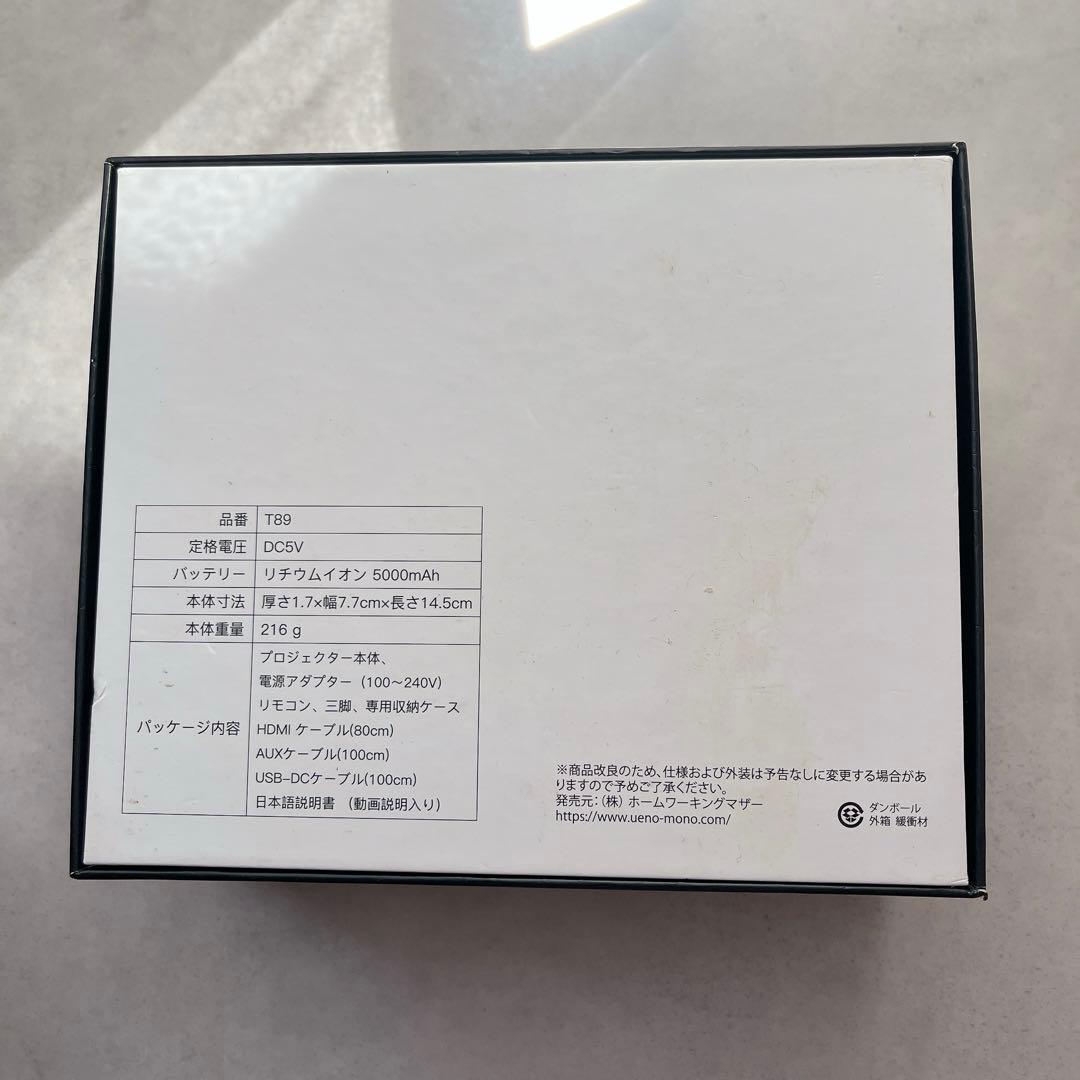 品番 T89
定格電圧 DC5V
バッテリー リチウムイオン 5000mAh
本体寸法 厚さ1.7×幅7.7cm×長さ14.5cm
本体重量 216 g
パッケージ内容
プロジェクター本体、
電源アダプター(100～240V)
リモコン、三脚、専用収納ケース
HDMI ケーブル(80cm)
AUXケーブル(100cm)
USB-DCケーブル(100cm)
日本語説明書 (動画説明入り)
※商品改良のため、仕様および外装は予告なしに変更する場合があ
りますので予めご了承ください。
発売元:(株) ホームワーキングマザー
https://www.ueno-mono.com/
ダンボール
外箱 緩衝材